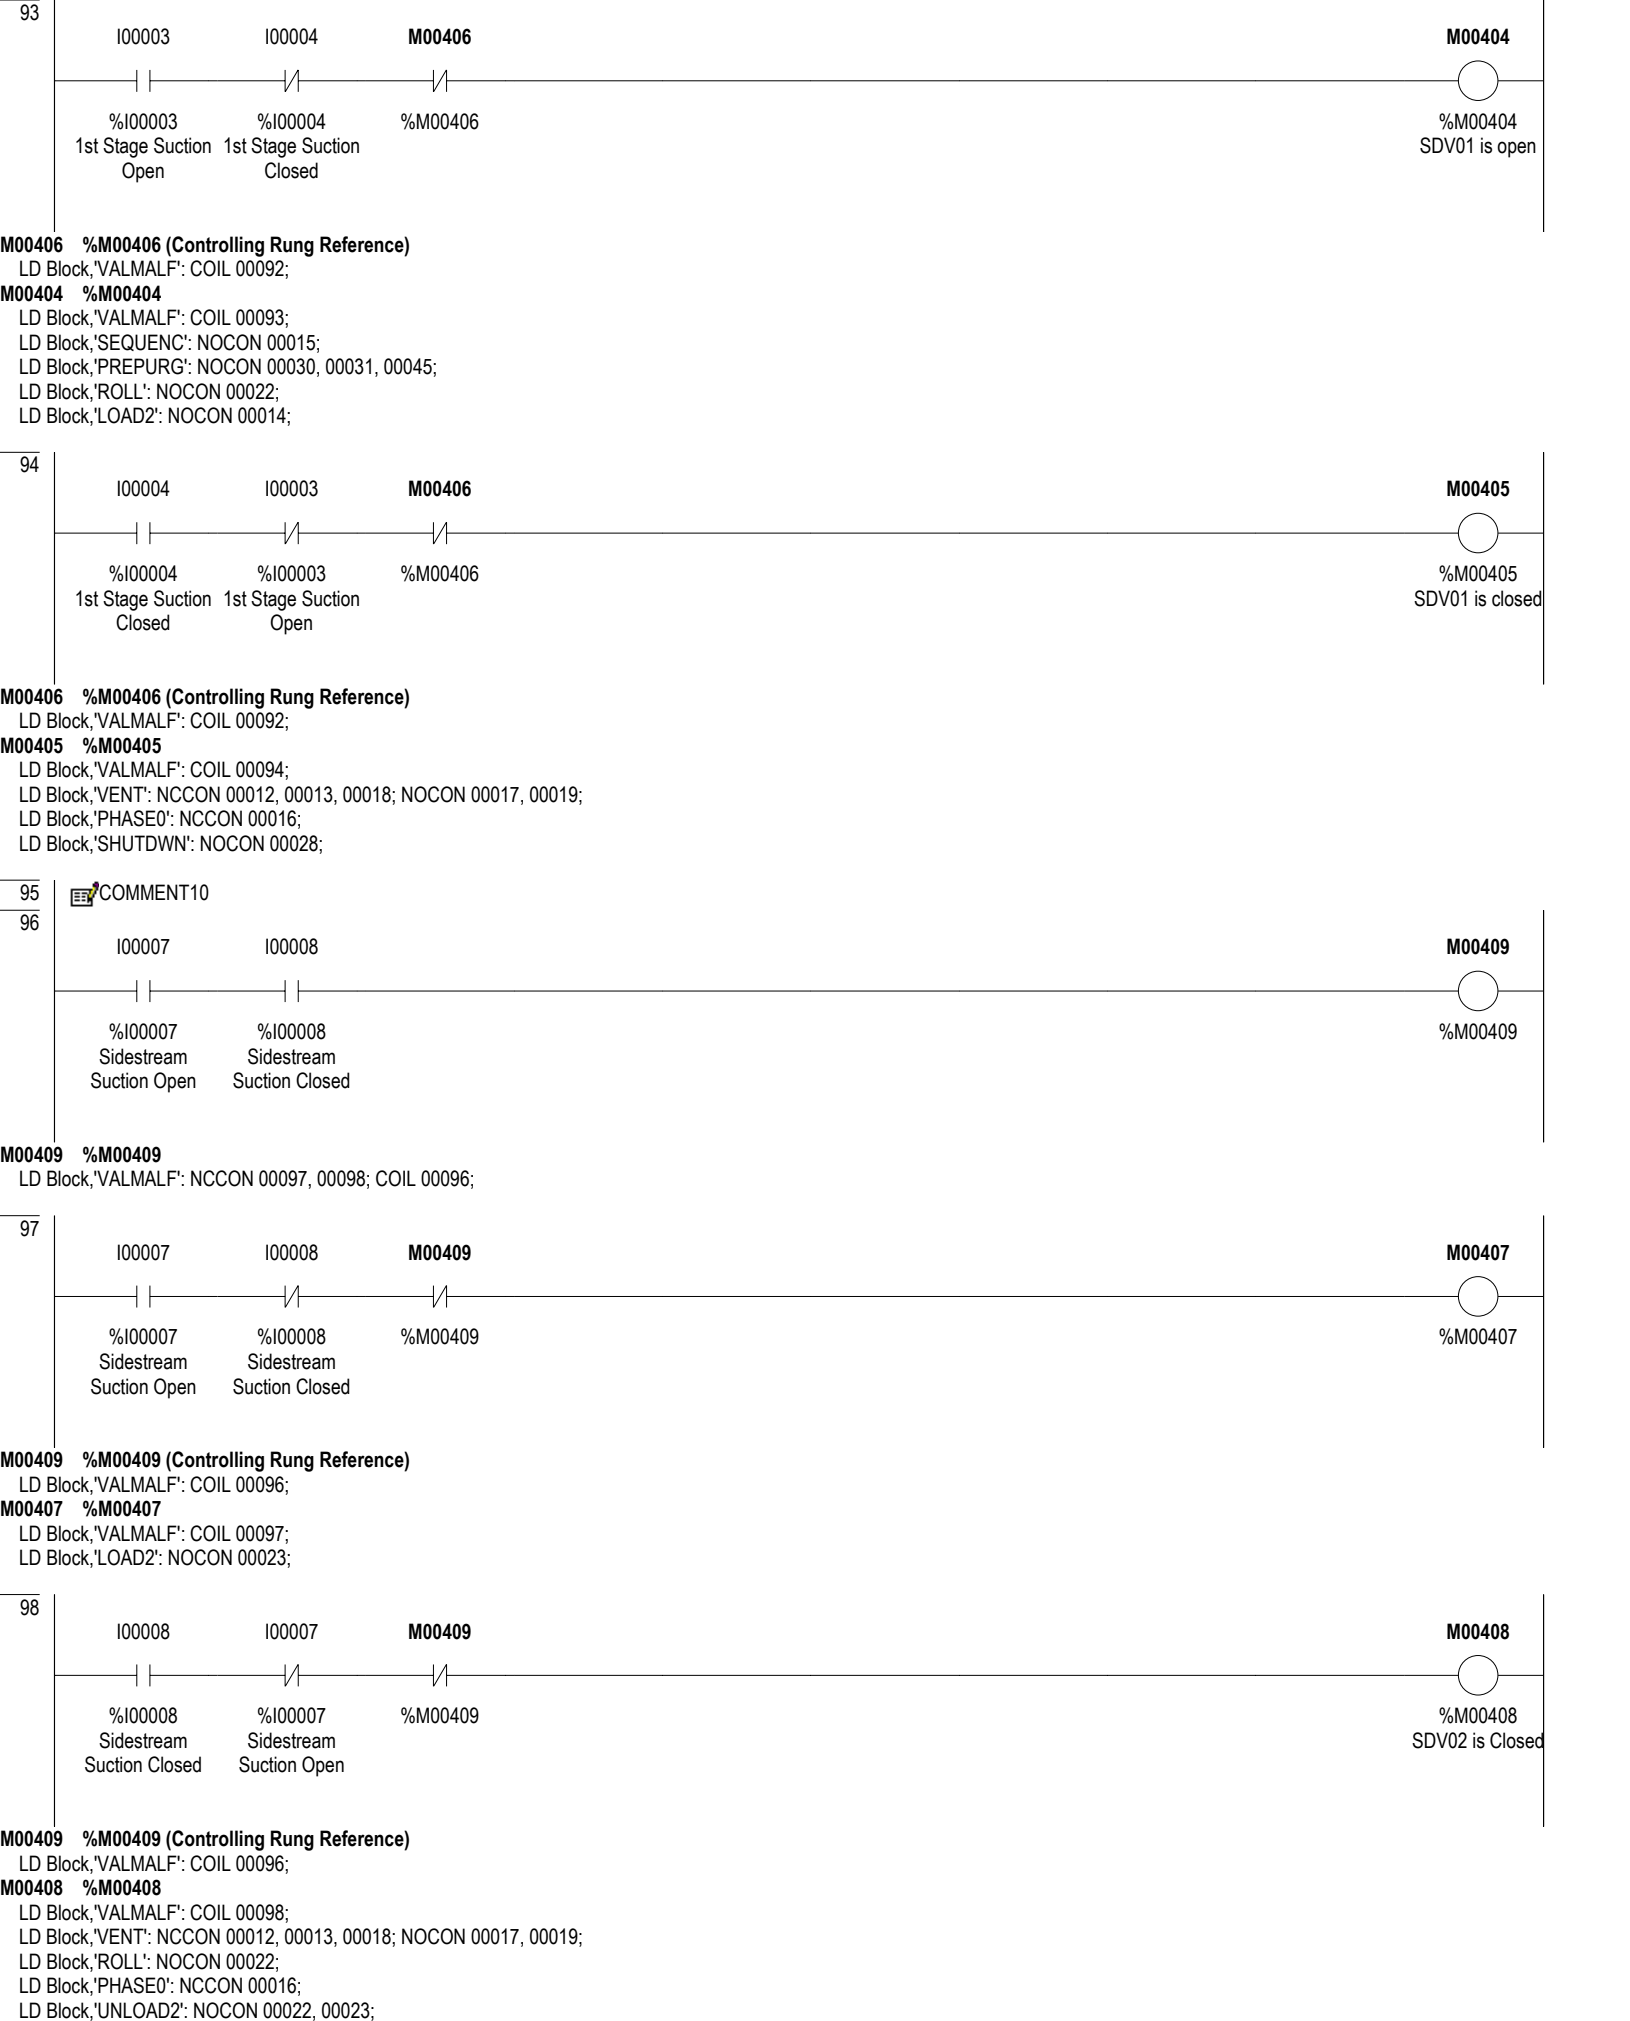 93
I00003 I00004 M00406 M00404
%I00003 %I00004 %M00406 %M00404
1st Stage Suction 1st Stage Suction SDV01 is open
Open Closed
M00406 %M00406 (Controlling Rung Reference)
LD Block,'VALMALF': COIL 00092;
M00404 %M00404
LD Block,'VALMALF': COIL 00093;
LD Block,'SEQUENC': NOCON 00015;
LD Block,'PREPURG': NOCON 00030, 00031, 00045;
LD Block,'ROLL': NOCON 00022;
LD Block,'LOAD2': NOCON 00014;
94
I00004 I00003 M00406 M00405
%I00004 %I00003 %M00406 %M00405
1st Stage Suction 1st Stage Suction SDV01 is closed
Closed Open
M00406 %M00406 (Controlling Rung Reference)
LD Block,'VALMALF': COIL 00092;
M00405 %M00405
LD Block,'VALMALF': COIL 00094;
LD Block,'VENT': NCCON 00012, 00013, 00018; NOCON 00017, 00019;
LD Block,'PHASE0': NCCON 00016;
LD Block,'SHUTDWN': NOCON 00028;
95 COMMENT10
96
I00007 I00008 M00409
%I00007 %I00008 %M00409
Sidestream Sidestream
Suction Open Suction Closed
M00409 %M00409
LD Block,'VALMALF': NCCON 00097, 00098; COIL 00096;
97
I00007 I00008 M00409 M00407
%I00007 %I00008 %M00409 %M00407
Sidestream Sidestream
Suction Open Suction Closed
M00409 %M00409 (Controlling Rung Reference)
LD Block,'VALMALF': COIL 00096;
M00407 %M00407
LD Block,'VALMALF': COIL 00097;
LD Block,'LOAD2': NOCON 00023;
98
I00008 I00007 M00409 M00408
%I00008 %I00007 %M00409 %M00408
Sidestream Sidestream SDV02 is Closed
Suction Closed Suction Open
M00409 %M00409 (Controlling Rung Reference)
LD Block,'VALMALF': COIL 00096;
M00408 %M00408
LD Block,'VALMALF': COIL 00098;
LD Block,'VENT': NCCON 00012, 00013, 00018; NOCON 00017, 00019;
LD Block,'ROLL': NOCON 00022;
LD Block,'PHASE0': NCCON 00016;
LD Block,'UNLOAD2': NOCON 00022, 00023;